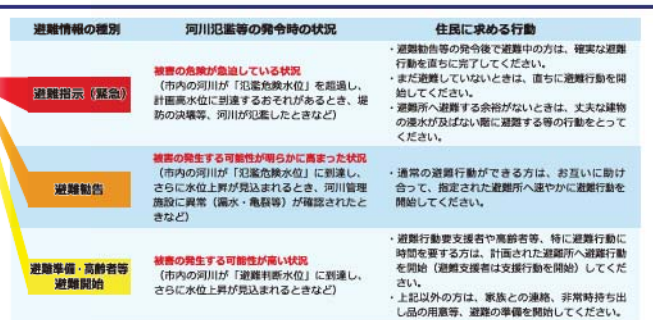 避難情報の種別
河川氾濫等の発令時の状況
住民に求める行動
避難指示（緊急）
被害の危険が急迫している状況
（市内の河川が「氾濫危険水位」を超過し、
計画高水位に到達するおそれがあるとき、堤
防の決壊等、河川が氾濫したときなど）
・避難勧告等の発令後で避難中の方は、確実な避難
行動を直ちに完了してください。
・まだ避難していないときは、直ちに避難行動を開
始してください。
・避難所へ避難する余裕がないときは、丈夫な建物
の浸水が及ばない階に避難する等の行動をとって
ください。
避難勧告
被害の発生する可能性が明らかに高まった状況
（市内の河川が「氾濫危険水位」に到達し、
さらに水位上昇が見込まれるとき、河川管理
施設に異常（漏水・亀裂等）が確認されたと
きなど）
・通常の避難行動ができる方は、お互いに助け
合って、指定された避難所へ速やかに避難行動を
開始してください。
避難準備・高齢者等
避難開始
被害の発生する可能性が高い状況
（市内の河川が「避難判断水位」に到達し、
さらに水位上昇が見込まれるときなど）
・避難行動要支援者や高齢者等、特に避難行動に
時間を要する方は、計画された避難所へ避難行動
を開始（避難支援者は支援行動を開始）してくだ
さい。
・上記以外の方は、家族との連絡、非常時持ち出
し品の用意等、避難の準備を開始してください。